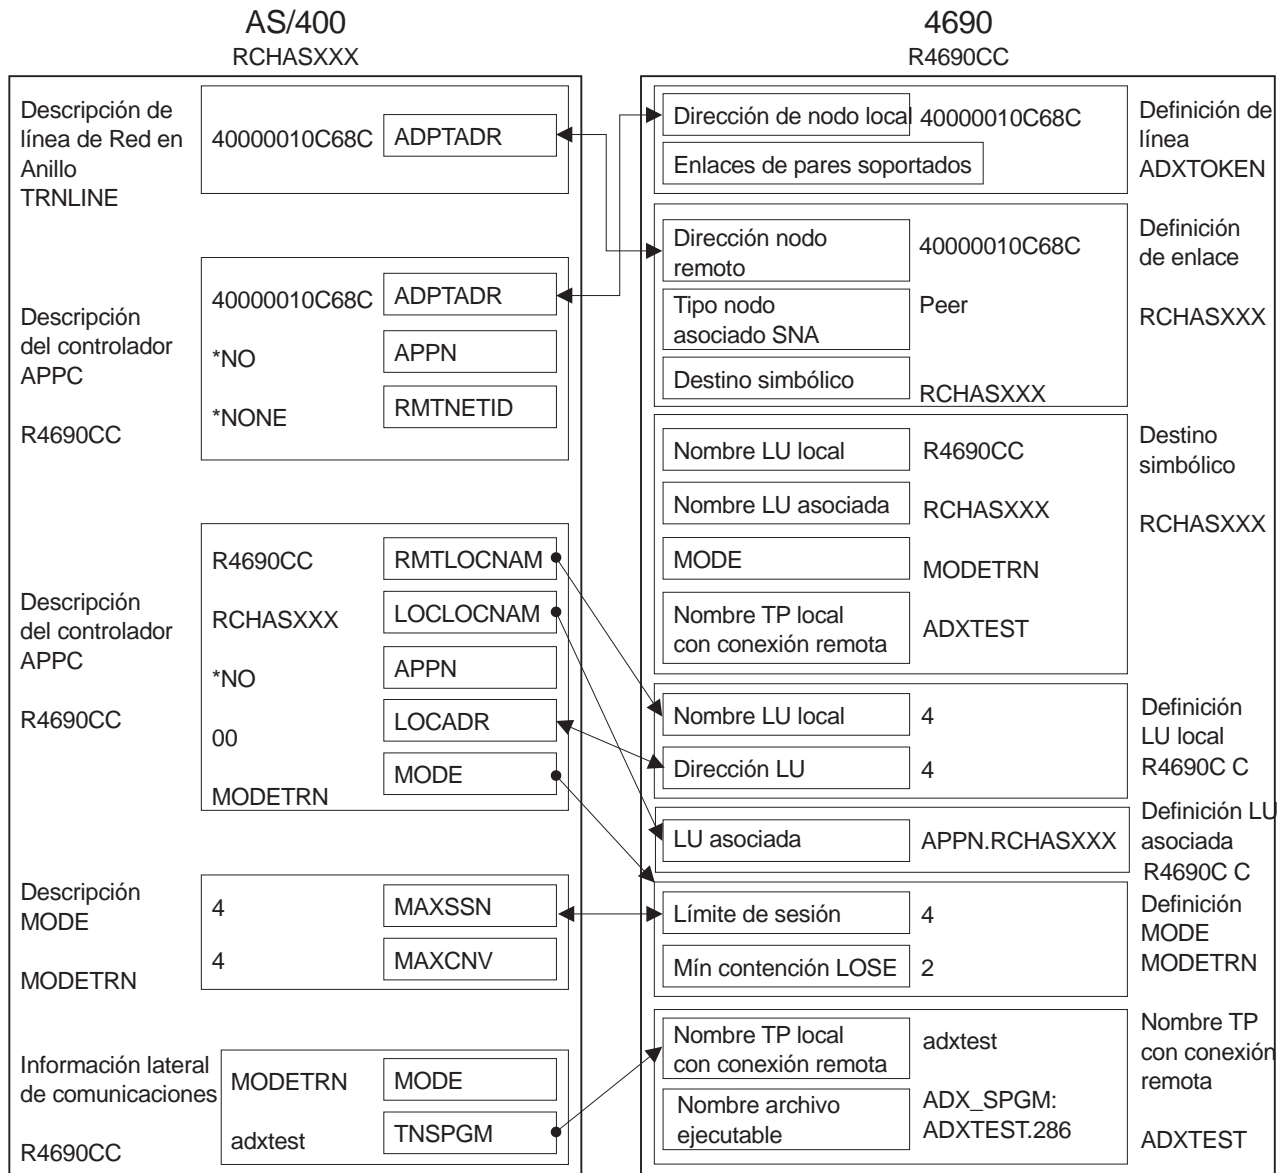 AS/400
RCHASXXX
Descripción de
línea de Red en
Anillo
TRNLINE
40000010C68C
ADPTADR
Descripción
del controlador
APPC
R4690CC
40000010C68C
ADPTADR
*NO
APPN
*NONE
RMTNETID
Descripción
del controlador
APPC
R4690CC
R4690CC
RMTLOCNAM
RCHASXXX
LOCLOCNAM
*NO
APPN
00
LOCADR
MODETRN
MODE
Descripción
MODE
MODETRN
4
MAXSSN
4
MAXCNV
Información lateral
de comunicaciones
R4690CC
MODETRN
MODE
adxtest
TNSPGM
4690
R4690CC
Dirección de nodo local
40000010C68C
Enlaces de pares soportados
Definición de
línea
ADXTOKEN
Dirección nodo
remoto
40000010C68C
Tipo nodo
asociado SNA
Peer
Destino simbólico
RCHASXXX
Definición
de enlace
RCHASXXX
Nombre LU local
R4690CC
Nombre LU asociada
RCHASXXX
MODE
MODETRN
Nombre TP local
con conexión remota
ADXTEST
Destino
simbólico
RCHASXXX
Nombre LU local
4
Dirección LU
4
Definición
LU local
R4690C C
LU asociada
APPN.RCHASXXX
Definición LU
asociada
R4690C C
Límite de sesión
4
Mín contención LOSE
2
Definición
MODE
MODETRN
Nombre TP local
con conexión remota
adxtest
Nombre archivo
ejecutable
ADX_SPGM:
ADXTEST.286
Nombre TP
con conexión
remota
ADXTEST